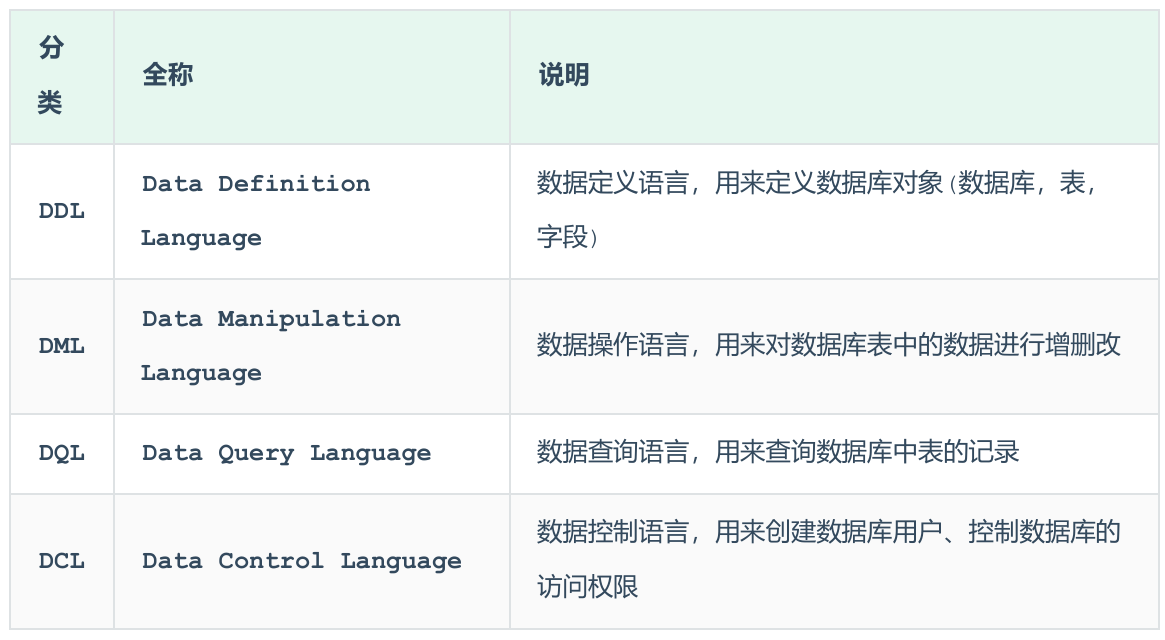 分
类
全称
说明
DDL
Data Definition
Language
数据定义语言，用来定义数据库对象(数据库，表，
字段)
DML
Data Manipulation
Language
数据操作语言，用来对数据库表中的数据进行增删改
DQL
Data Query Language
数据查询语言，用来查询数据库中表的记录
DCL
Data Control Language
数据控制语言，用来创建数据库用户、控制数据库的
访问权限